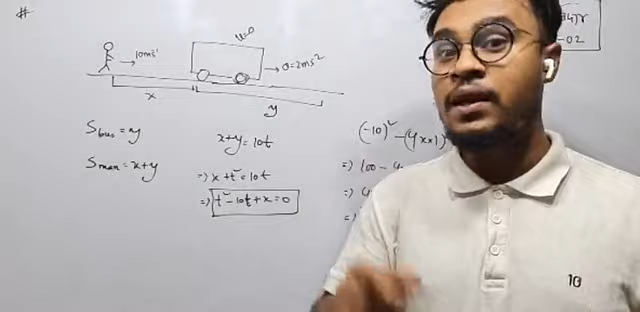 #
u=0
10ms⁻¹
a=2ms⁻²
x
y
S_bus = y
S_man = x+y
x+y=10t
=> x+t²=10t
=> t²-10t+x=0
(-10)²-(4×x×1)
=> 100-4
=>
=>
-02
10